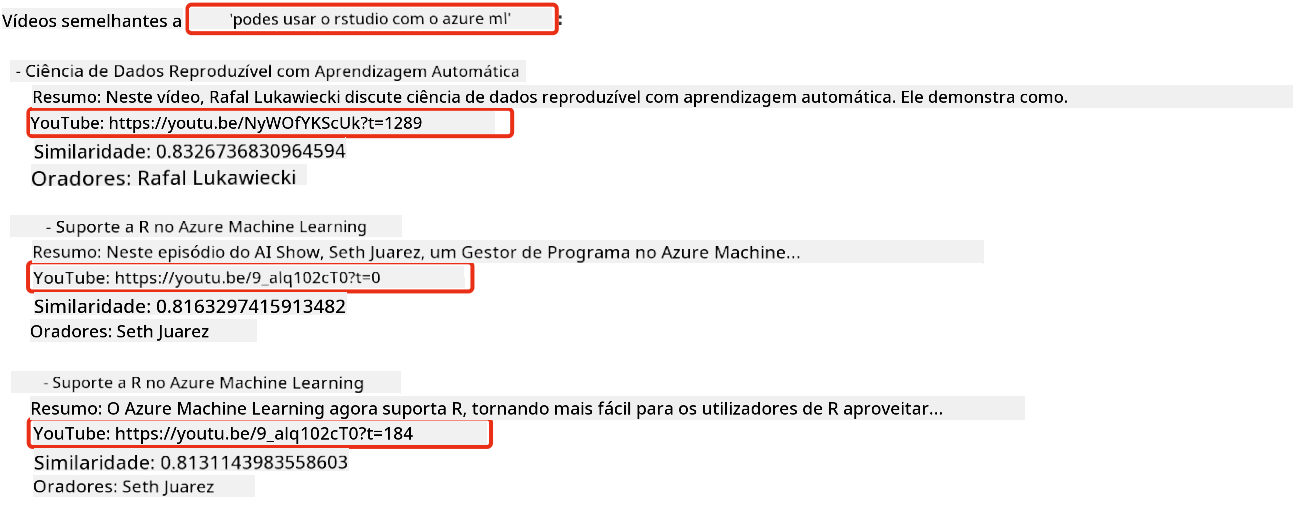 Vídeos semelhantes a 'podes usar o rstudio com o azure ml':
- Ciência de Dados Reproduzível com Aprendizagem Automática
Resumo: Neste vídeo, Rafal Lukawiecki discute ciência de dados reproduzível com aprendizagem automática. Ele demonstra como.
YouTube: https://youtu.be/NyWOfYKScUk?t=1289
Similaridade: 0.8326736830964594
Oradores: Rafal Lukawiecki
- Suporte a R no Azure Machine Learning
Resumo: Neste episódio do AI Show, Seth Juarez, um Gestor de Programa no Azure Machine...
YouTube: https://youtu.be/9_alq102cT0?t=0
Similaridade: 0.8163297415913482
Oradores: Seth Juarez
- Suporte a R no Azure Machine Learning
Resumo: O Azure Machine Learning agora suporta R, tornando mais fácil para os utilizadores de R aproveitar...
YouTube: https://youtu.be/9_alq102cT0?t=184
Similaridade: 0.8131143983558603
Oradores: Seth Juarez